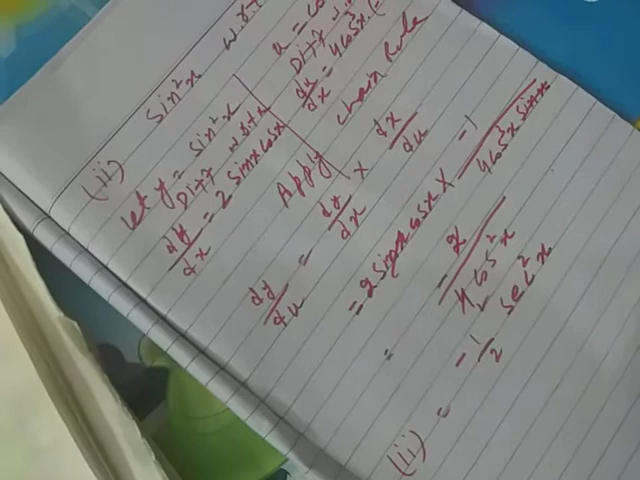 (ii) sin²x w.r.t
let y = sin²x
Diff w.r.t x
dy/dx = 2 sinx cosx
u = co
Diff w.r
du/dx = 4cos³x. (-
Apply chain Rule
dy/du = dy/dx × dx/du
= 2 sinx cosx × -1/4cos³x sinx
= -2/4cos²x
(ii) = -1/2 sec²x